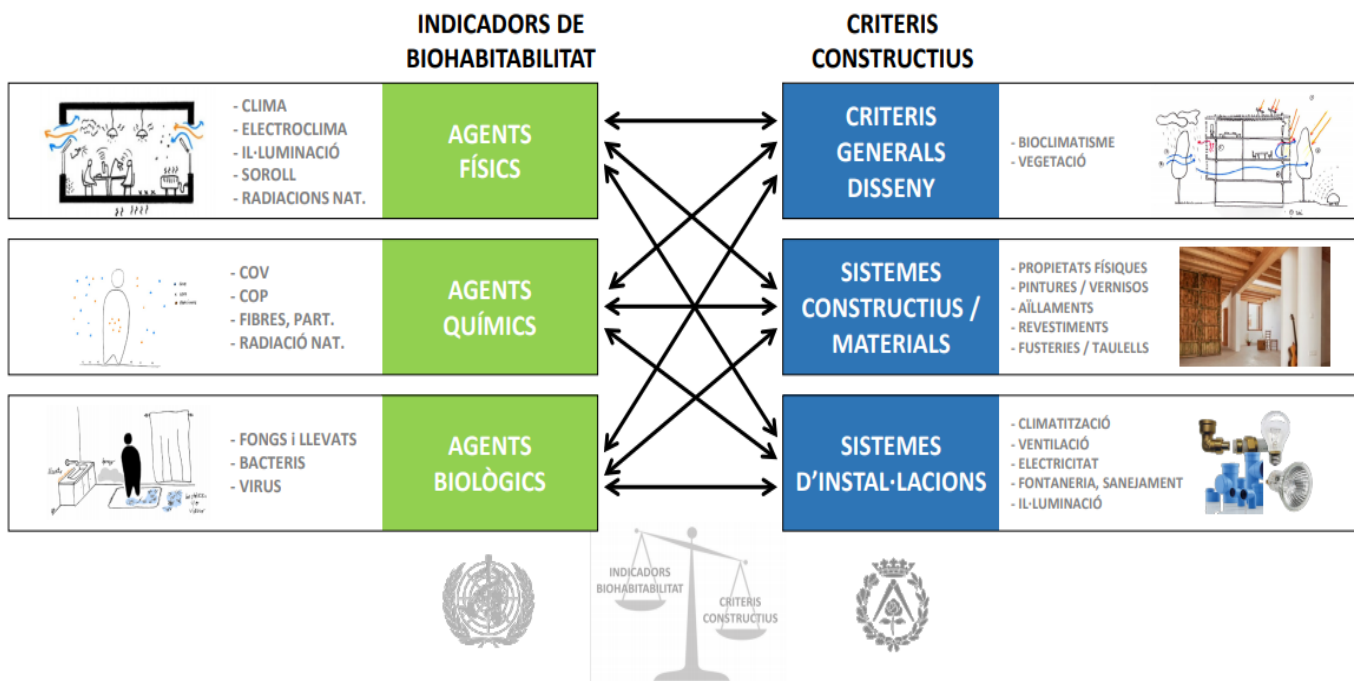 INDICADORS DE
BIOHABITABILITAT
CRITERIS
CONSTRUCTIUS
- CLIMA
- ELECTROCLIMA
- IL·LUMINACIÓ
- SOROLL
- RADIACIONS NAT.
AGENTS
FÍSICS
CRITERIS
GENERALS
DISSENY
- BIOCLIMATISME
- VEGETACIÓ
- COV
- COP
- FIBRES, PART.
- RADIACIÓ NAT.
AGENTS
QUÍMICS
SISTEMES
CONSTRUCTIUS /
MATERIALS
- PROPIETATS FÍSIQUES
- PINTURES / VERNISOS
- AÏLLAMENTS
- REVESTIMENTS
- FUSTERIES / TAULELLS
- FONGS i LLEVATS
- BACTERIS
- VIRUS
AGENTS
BIOLÒGICS
SISTEMES
D'INSTAL·LACIONS
- CLIMATITZACIÓ
- VENTILACIÓ
- ELECTRICITAT
- FONTANERIA, SANEJAMENT
- IL·LUMINACIÓ
INDICADORS
BIOHABITABILITAT
CRITERIS
CONSTRUCTIUS